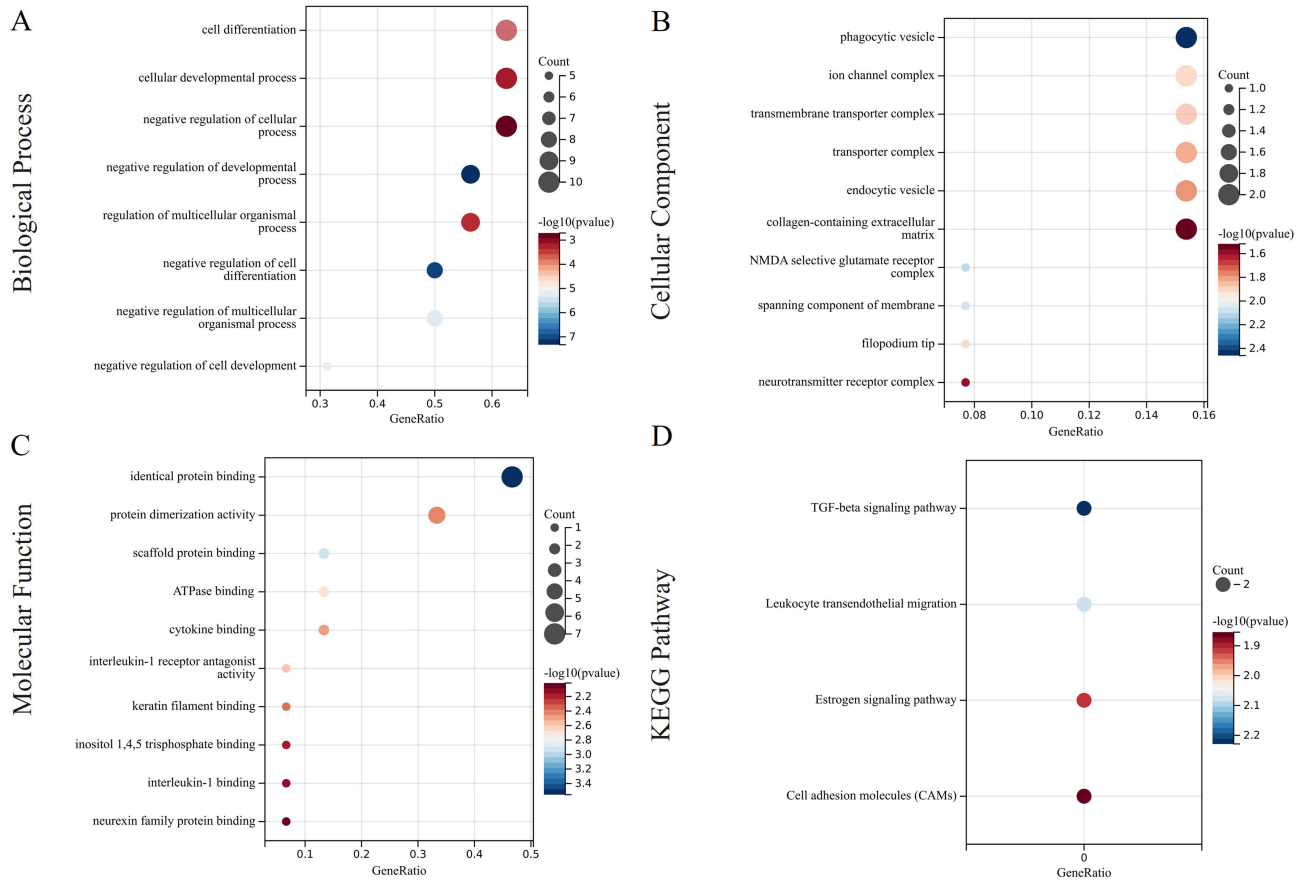 A
Biological Process
cell differentiation
cellular developmental process
negative regulation of cellular
process
negative regulation of developmental
process
regulation of multicellular organismal
process
negative regulation of cell
differentiation
negative regulation of multicellular
organismal process
negative regulation of cell development
0.3 0.4 0.5 0.6
GeneRatio
Count
5
6
7
8
9
10
-log10(pvalue)
3
4
5
6
7
B
Cellular Component
phagocytic vesicle
ion channel complex
transmembrane transporter complex
transporter complex
endocytic vesicle
collagen-containing extracellular
matrix
NMDA selective glutamate receptor
complex
spanning component of membrane
filopodium tip
neurotransmitter receptor complex
0.08 0.10 0.12 0.14 0.16
GeneRatio
Count
1.0
1.2
1.4
1.6
1.8
2.0
-log10(pvalue)
1.6
1.8
2.0
2.2
2.4
C
Molecular Function
identical protein binding
protein dimerization activity
scaffold protein binding
ATPase binding
cytokine binding
interleukin-1 receptor antagonist
activity
keratin filament binding
inositol 1,4,5 trisphosphate binding
interleukin-1 binding
neurexin family protein binding
0.1 0.2 0.3 0.4 0.5
GeneRatio
Count
1
2
3
4
5
6
7
-log10(pvalue)
2.2
2.4
2.6
2.8
3.0
3.2
3.4
D
KEGG Pathway
TGF-beta signaling pathway
Leukocyte transendothelial migration
Estrogen signaling pathway
Cell adhesion molecules (CAMs)
0
GeneRatio
Count
2
-log10(pvalue)
1.9
2.0
2.1
2.2